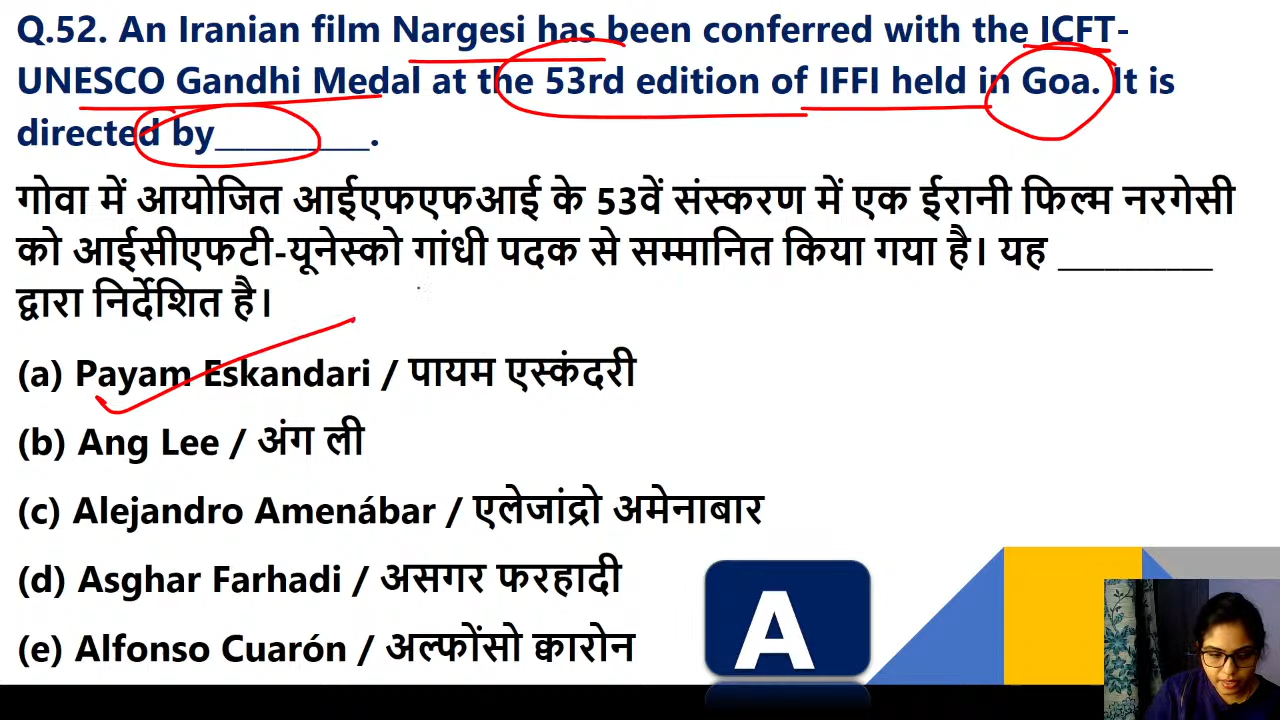 Q.52. An Iranian film Nargesi has been conferred with the ICFT-
UNESCO Gandhi Medal at the 53rd edition of IFFI held in Goa. It is
directed by_________.
गोवा में आयोजित आईएफएफआई के 53वें संस्करण में एक ईरानी फिल्म नरगेसी
को आईसीएफटी-यूनेस्को गांधी पदक से सम्मानित किया गया है। यह _________
द्वारा निर्देशित है।
(a) Payam Eskandari / पायम एस्कंदरी
(b) Ang Lee / अंग ली
(c) Alejandro Amenábar / एलेजांद्रो अमेनाबार
(d) Asghar Farhadi / असगर फरहादी
(e) Alfonso Cuarón / अल्फोंसो क्वारोन
A